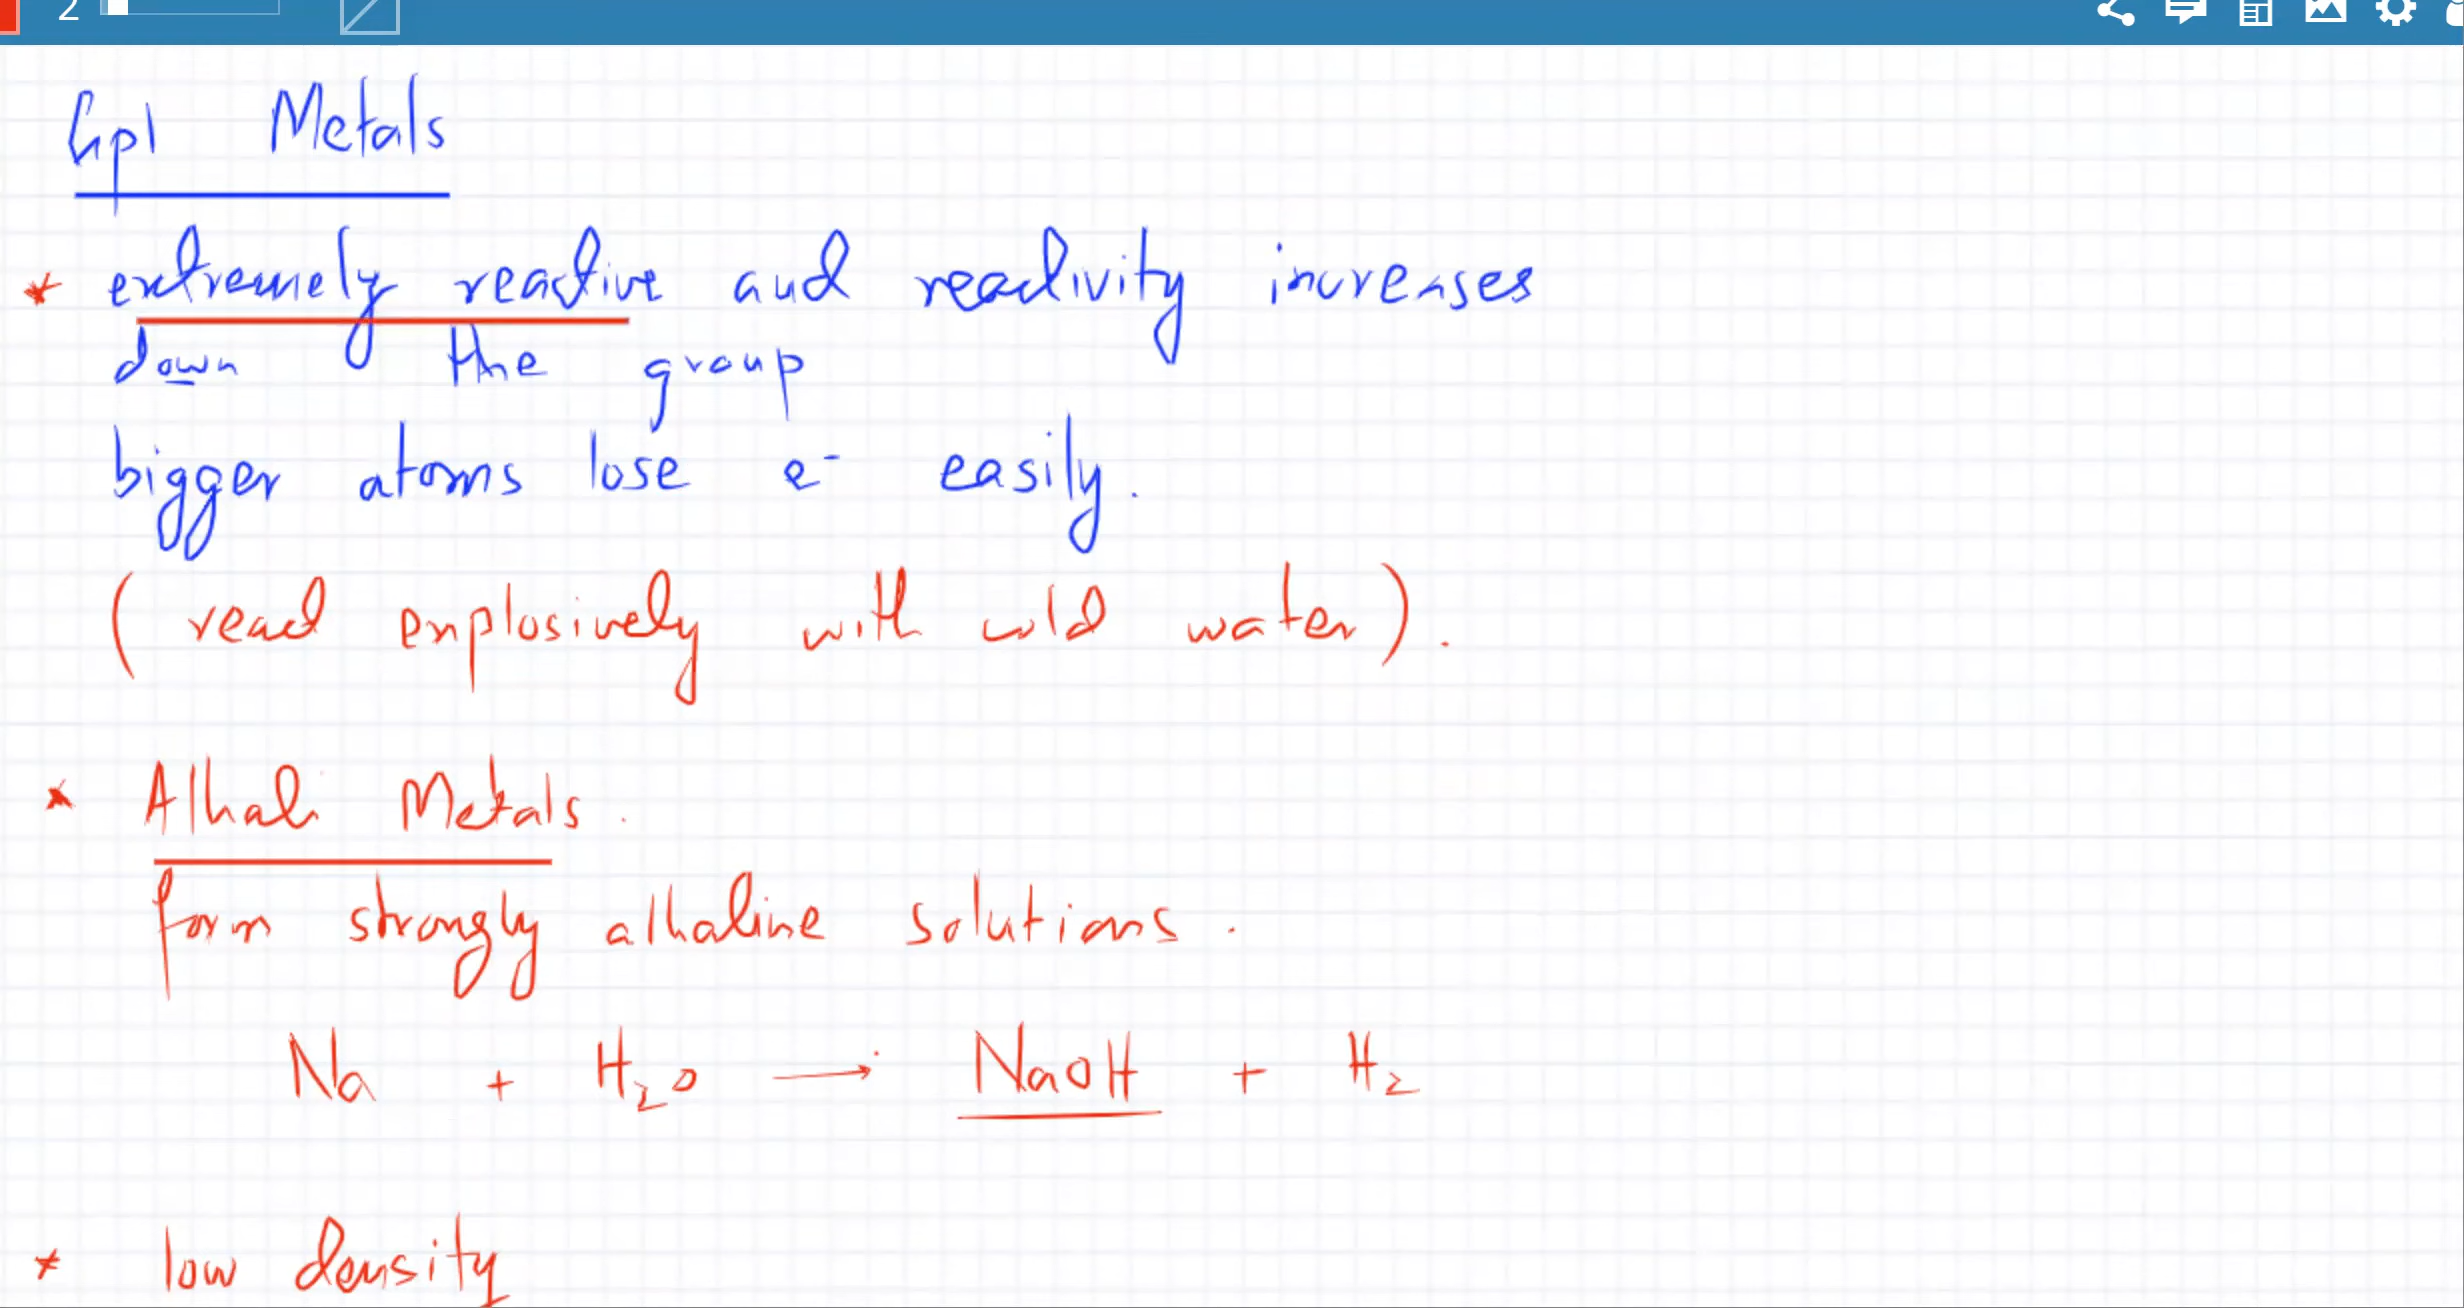 2
Gp1 Metals
* extremely reactive and reactivity increases
down the group
bigger atoms lose e⁻ easily.
( react explosively with cold water).
* Alkali Metals.
form strongly alkaline solutions.
Na + H₂O → NaOH + H₂
* low density